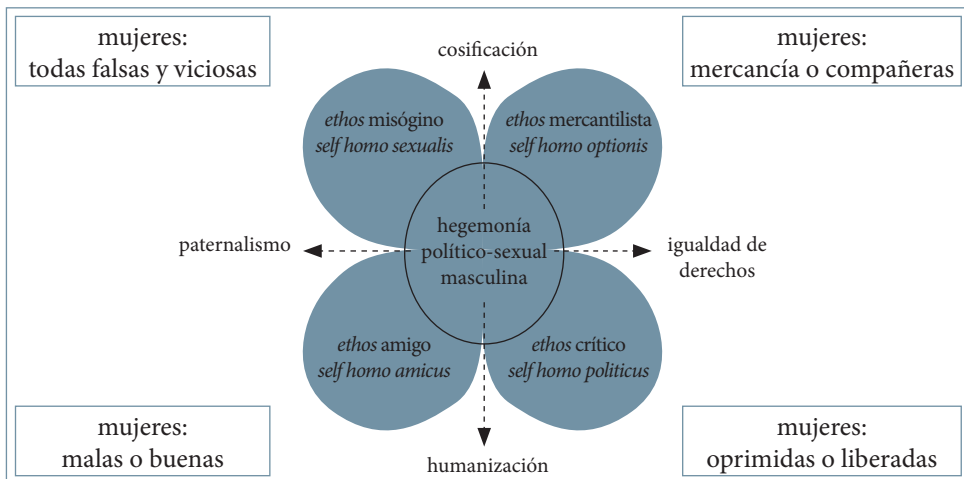 mujeres:
todas falsas y viciosas
cosificación
mujeres:
mercancía o compañeras
ethos misógino
self homo sexualis
ethos mercantilista
self homo optionis
paternalismo
hegemonía
político-sexual
masculina
igualdad de
derechos
ethos amigo
self homo amicus
ethos crítico
self homo politicus
mujeres:
malas o buenas
humanización
mujeres:
oprimidas o liberadas